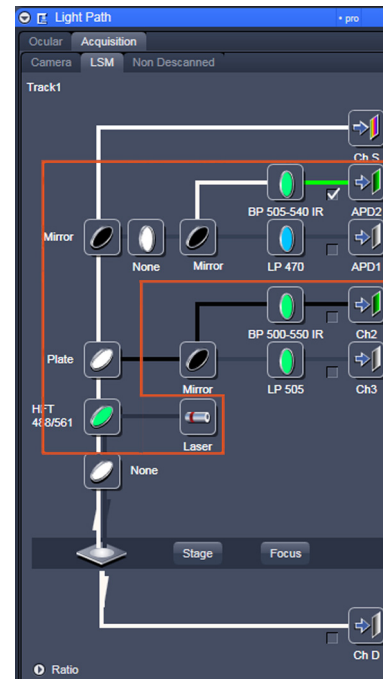 Light Path
• pro
Ocular Acquisition
Camera LSM Non Descanned
Track1
Ch S
BP 505-540 IR APD2
Mirror
None Mirror LP 470 APD1
BP 500-550 IR Ch2
Plate
Mirror LP 505 Ch3
HFT
488/561
Laser
None
Stage Focus
Ch D
Ratio